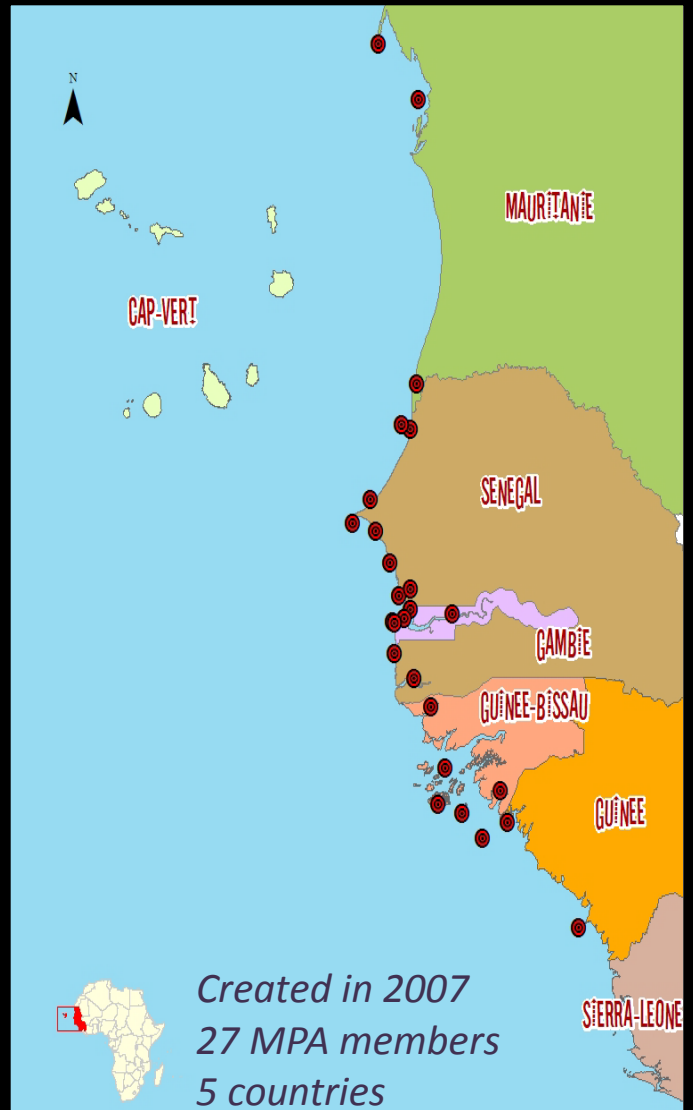 N
MAURITANIE
CAP-VERT
SENEGAL
GAMBIE
GUINEE-BISSAU
GUINEE
SIERRA-LEONE
Created in 2007
27 MPA members
5 countries